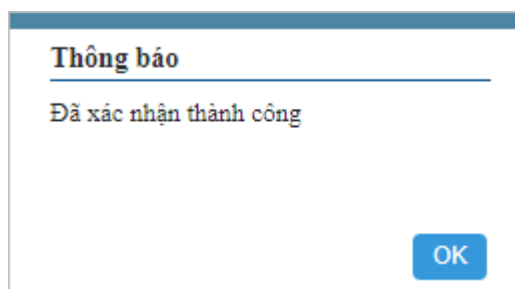 Thông báo
Đã xác nhận thành công
OK